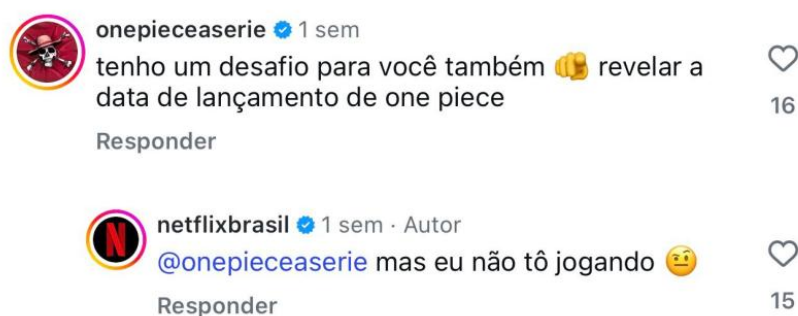 onepieceaserie 1 sem
tenho um desafio para você também 🫵 revelar a
data de lançamento de one piece
16
Responder
netflixbrasil 1 sem · Autor
@onepieceaserie mas eu não tô jogando 🤨
15
Responder